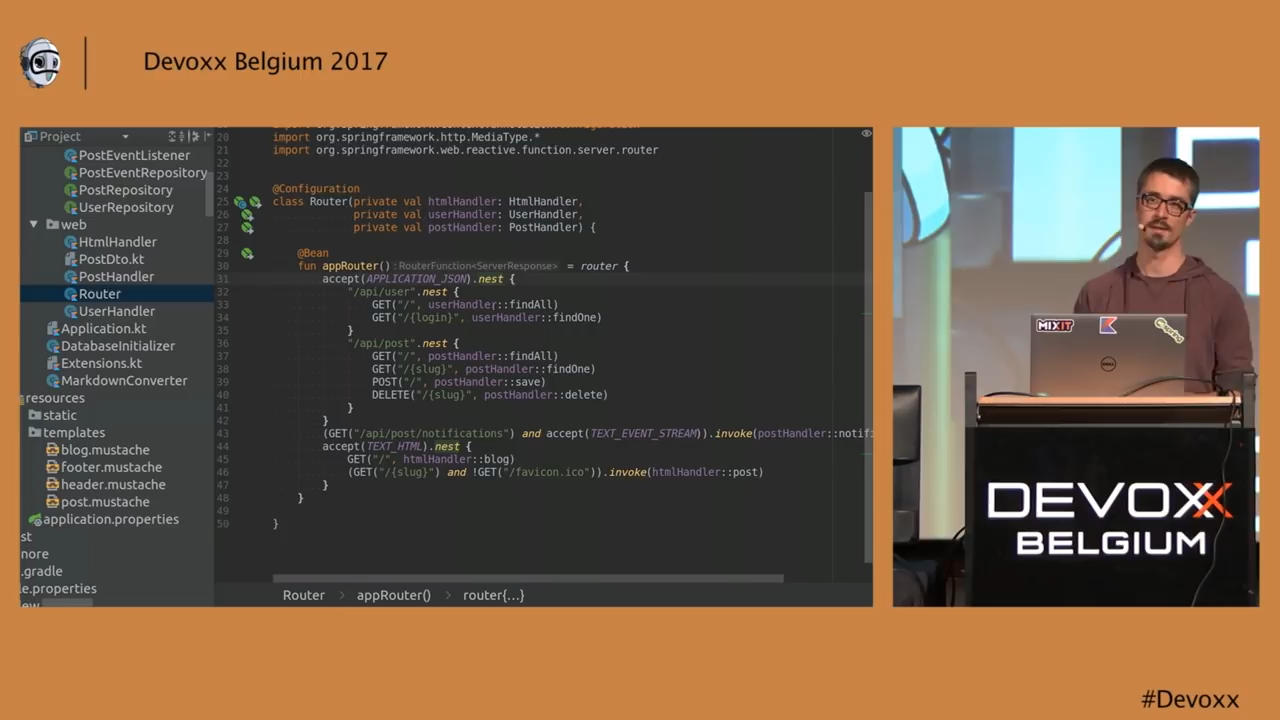 Devoxx Belgium 2017
Project
PostEventListener
PostEventRepository
PostRepository
UserRepository
web
HtmlHandler
PostDto.kt
PostHandler
Router
UserHandler
Application.kt
DatabaseInitializer
Extensions.kt
MarkdownConverter
resources
static
templates
blog.mustache
footer.mustache
header.mustache
post.mustache
application.properties
st
nore
.gradle
le.properties
20 import org.springframework.http.MediaType.*
21 import org.springframework.web.reactive.function.server.router
22
23
24 @Configuration
25 class Router(private val htmlHandler: HtmlHandler,
26 private val userHandler: UserHandler,
27 private val postHandler: PostHandler) {
28
29 @Bean
30 fun appRouter() : RouterFunction<ServerResponse> = router {
31 accept(APPLICATION_JSON).nest {
32 "/api/user".nest {
33 GET("/", userHandler::findAll)
34 GET("/{login}", userHandler::findOne)
35 }
36 "/api/post".nest {
37 GET("/", postHandler::findAll)
38 GET("/{slug}", postHandler::findOne)
39 POST("/", postHandler::save)
40 DELETE("/{slug}", postHandler::delete)
41 }
42 }
43 (GET("/api/post/notifications") and accept(TEXT_EVENT_STREAM)).invoke(postHandler::notif
44 accept(TEXT_HTML).nest {
45 GET("/", htmlHandler::blog)
46 (GET("/{slug}") and !GET("/favicon.ico")).invoke(htmlHandler::post)
47 }
48 }
49
50 }
Router > appRouter() > router{...}
MIXIT
spring
DELL
DEVOXX
BELGIUM
#Devoxx